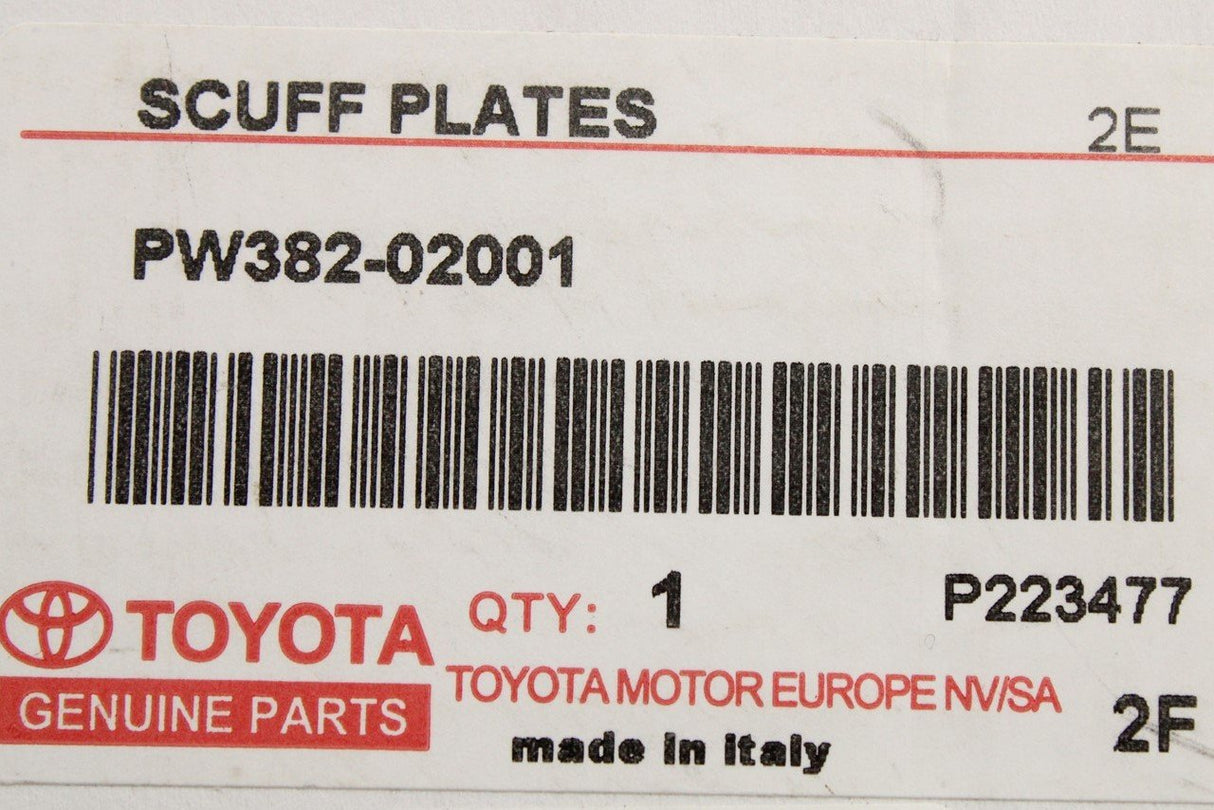 SCUFF PLATES
2E
PW382-02001
TOYOTA
QTY: 1
P223477
GENUINE PARTS
TOYOTA MOTOR EUROPE NV/SA
2F
made in italy